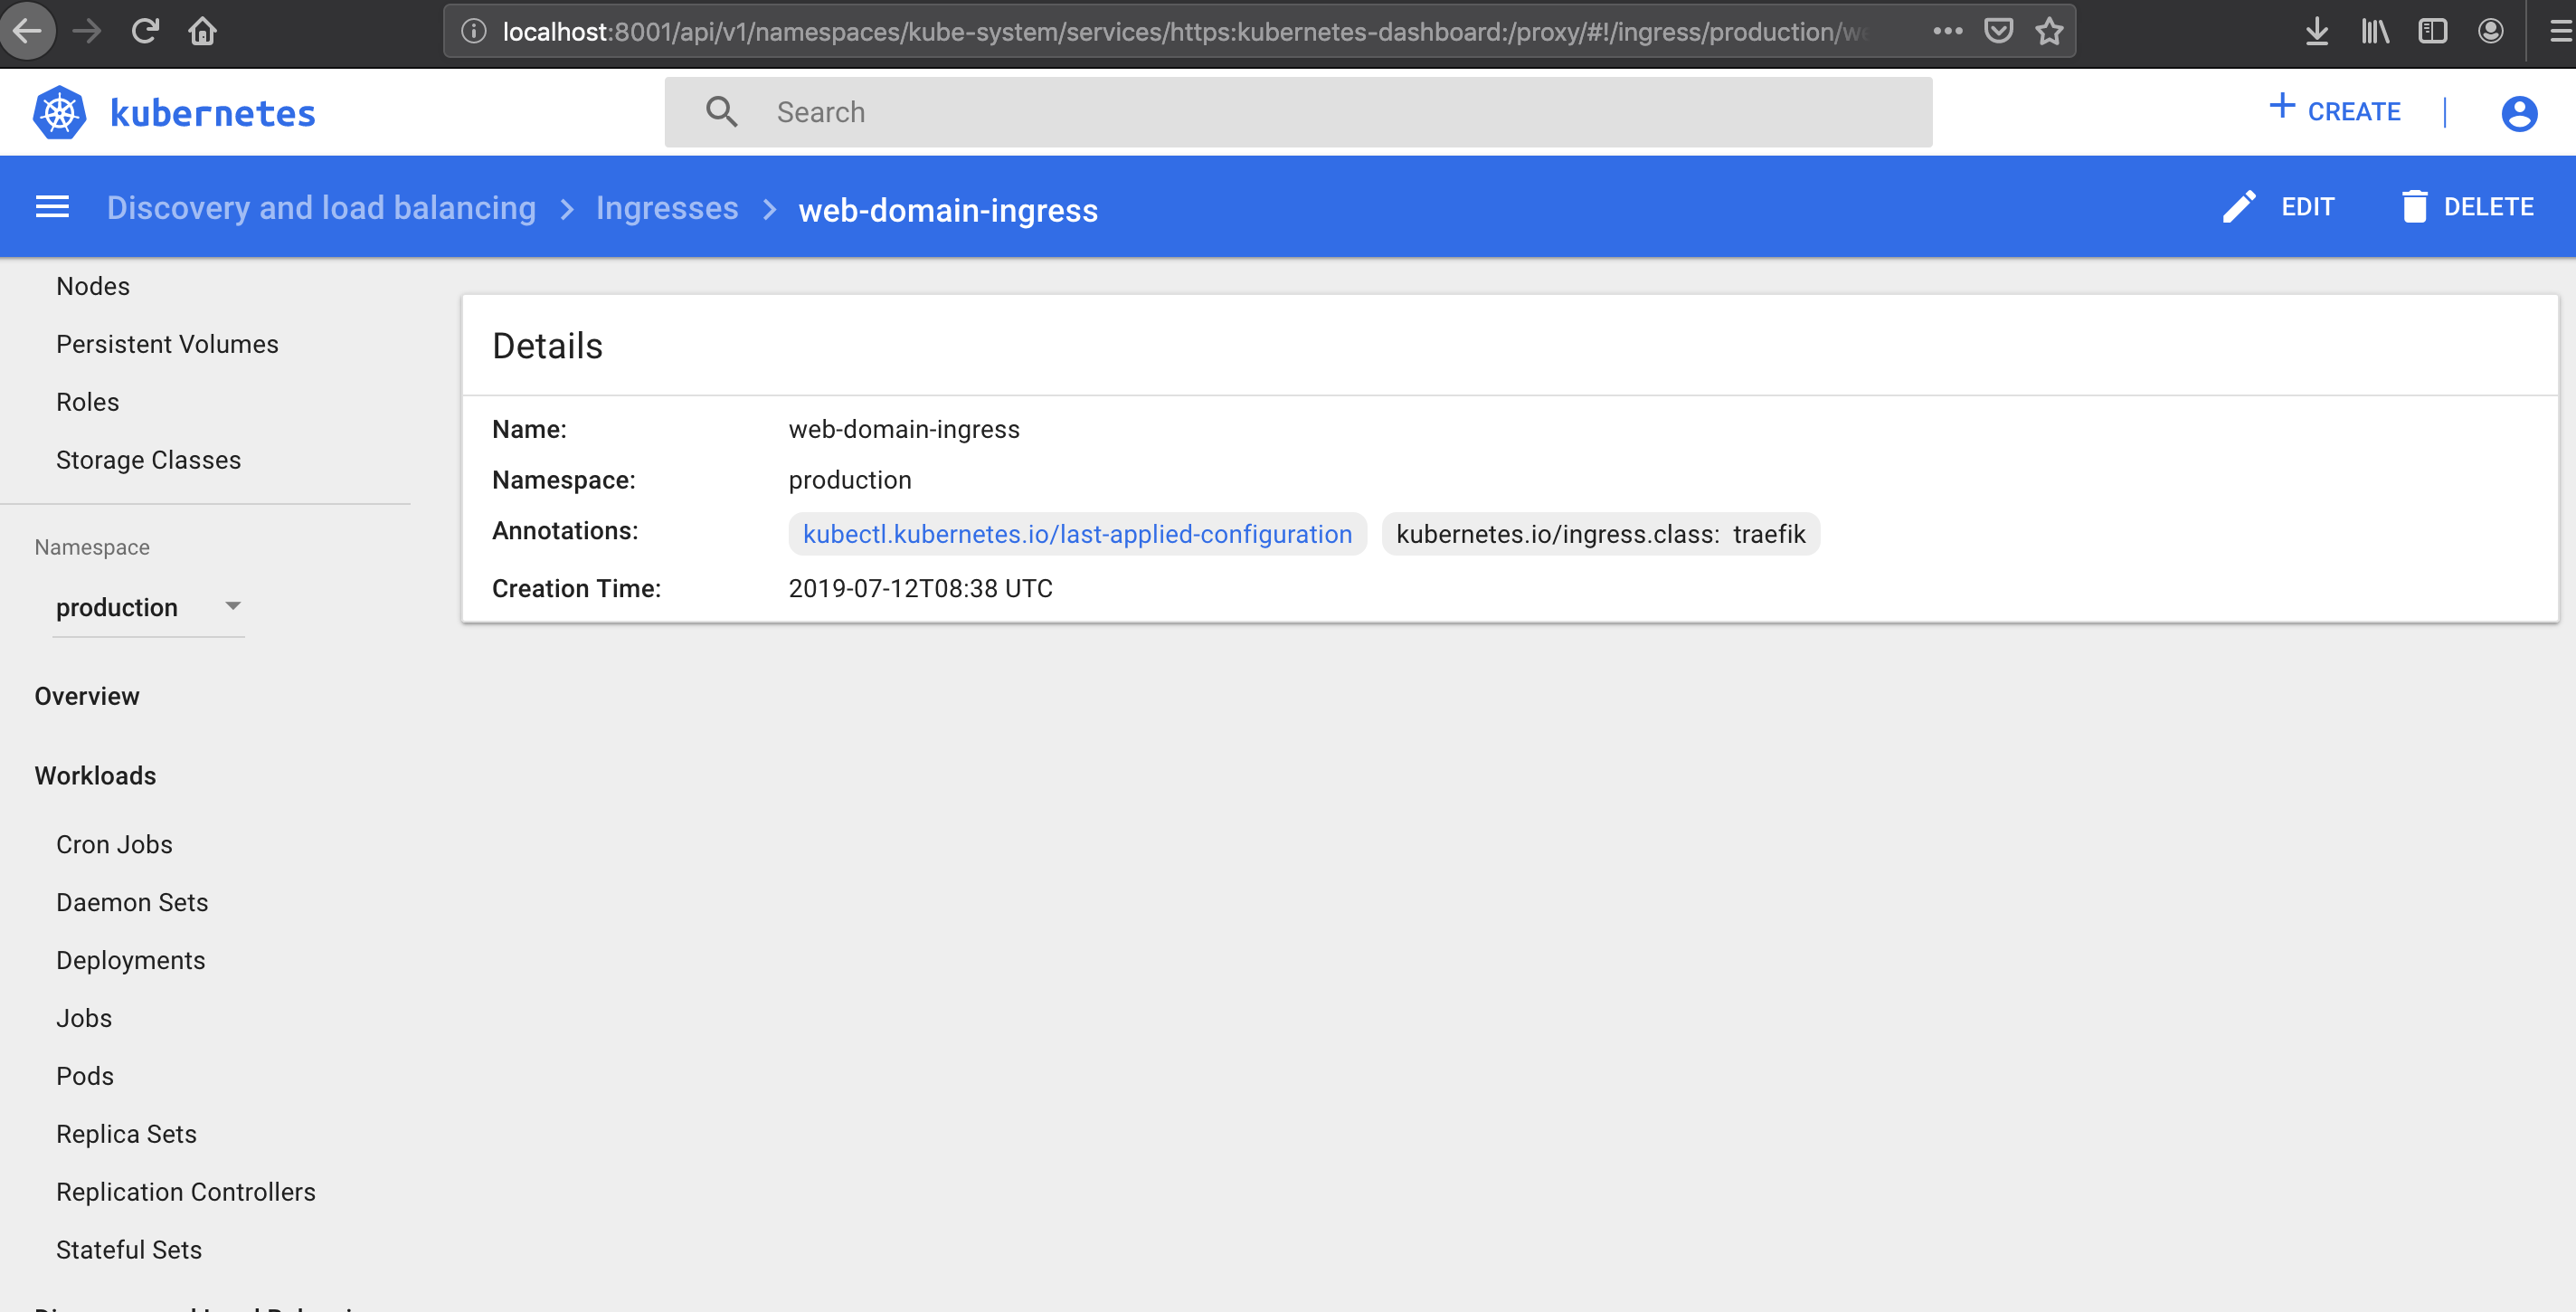 localhost:8001/api/v1/namespaces/kube-system/services/https:kubernetes-dashboard:/proxy/#!/ingress/production/we
kubernetes
Search
CREATE
Discovery and load balancing
Ingresses
web-domain-ingress
EDIT
DELETE
Nodes
Persistent Volumes
Roles
Storage Classes
Namespace
production
Overview
Workloads
Cron Jobs
Daemon Sets
Deployments
Jobs
Pods
Replica Sets
Replication Controllers
Stateful Sets
Details
Name: web-domain-ingress
Namespace: production
Annotations: kubectl.kubernetes.io/last-applied-configuration kubernetes.io/ingress.class: traefik
Creation Time: 2019-07-12T08:38 UTC